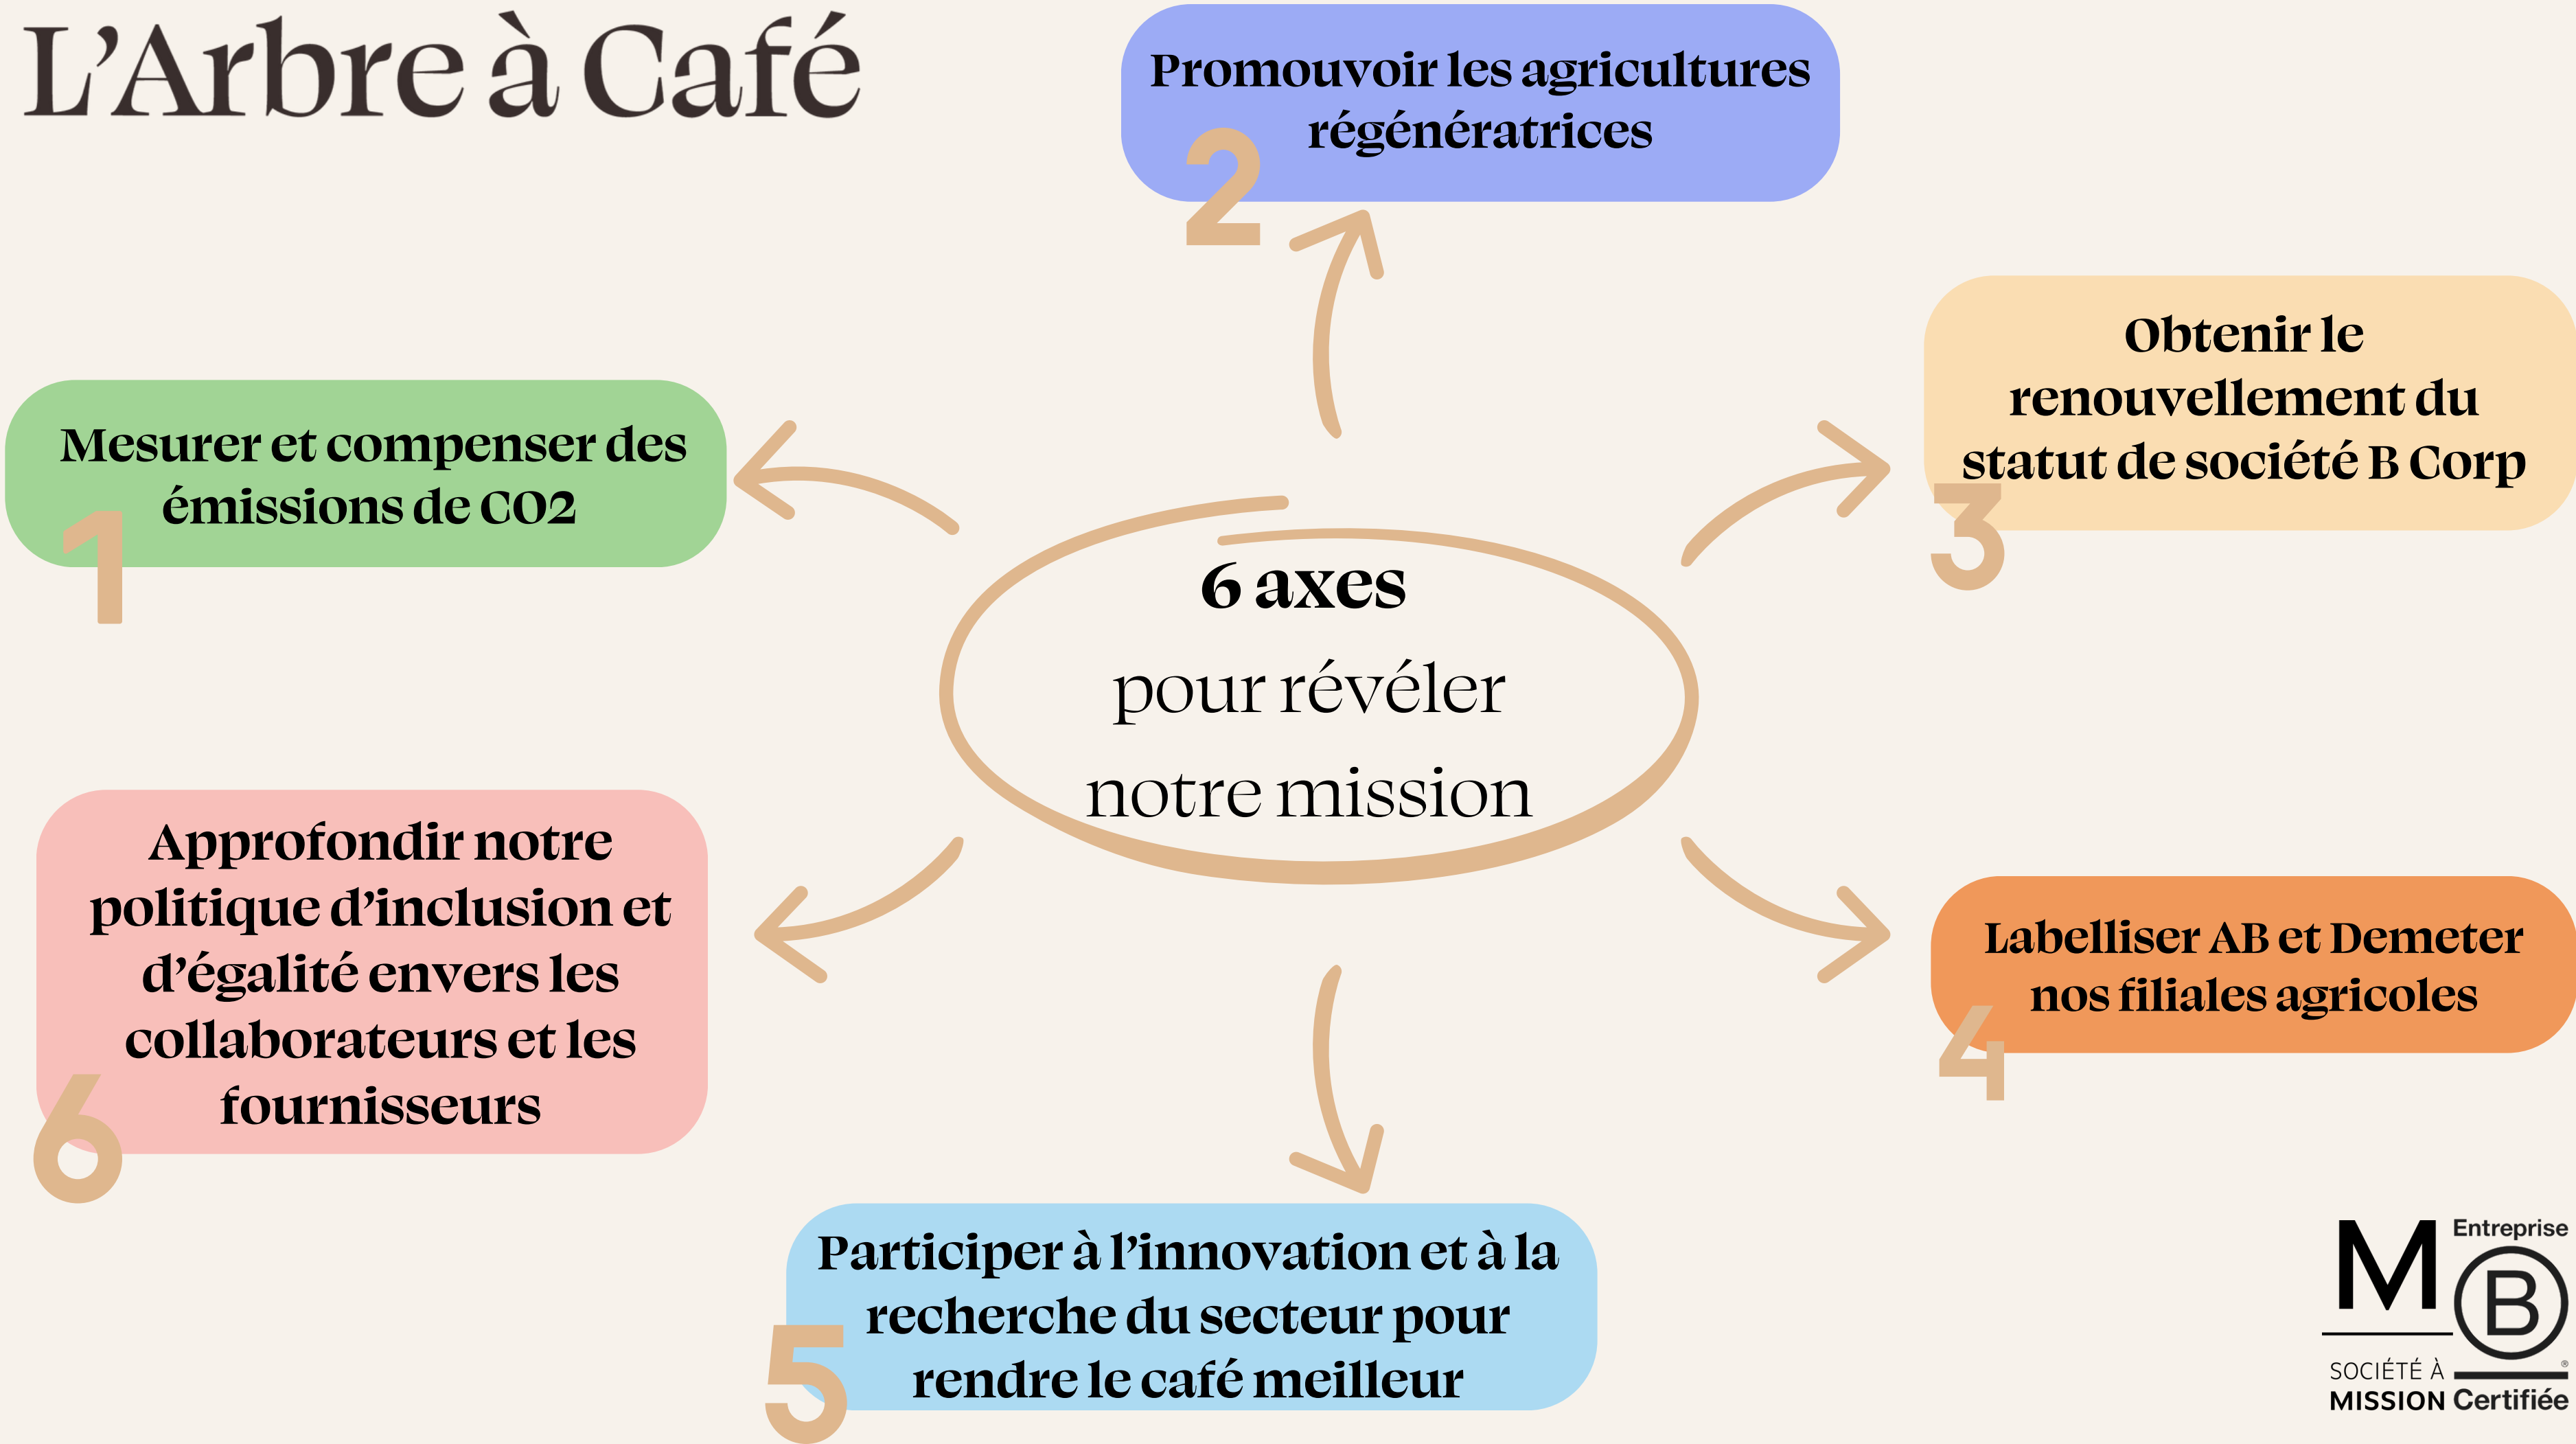 L’Arbre à Café
Mesurer et compenser des
émissions de CO2
1
Promouvoir les agricultures
régénératrices
2
Obtenir le
renouvellement du
statut de société B Corp
3
6 axes
pour révéler
notre mission
Labelliser AB et Demeter
nos filiales agricoles
4
Participer à l’innovation et à la
recherche du secteur pour
rendre le café meilleur
5
Approfondir notre
politique d’inclusion et
d’égalité envers les
collaborateurs et les
fournisseurs
6
M
SOCIÉTÉ À
MISSION
Entreprise
B
®
Certifiée